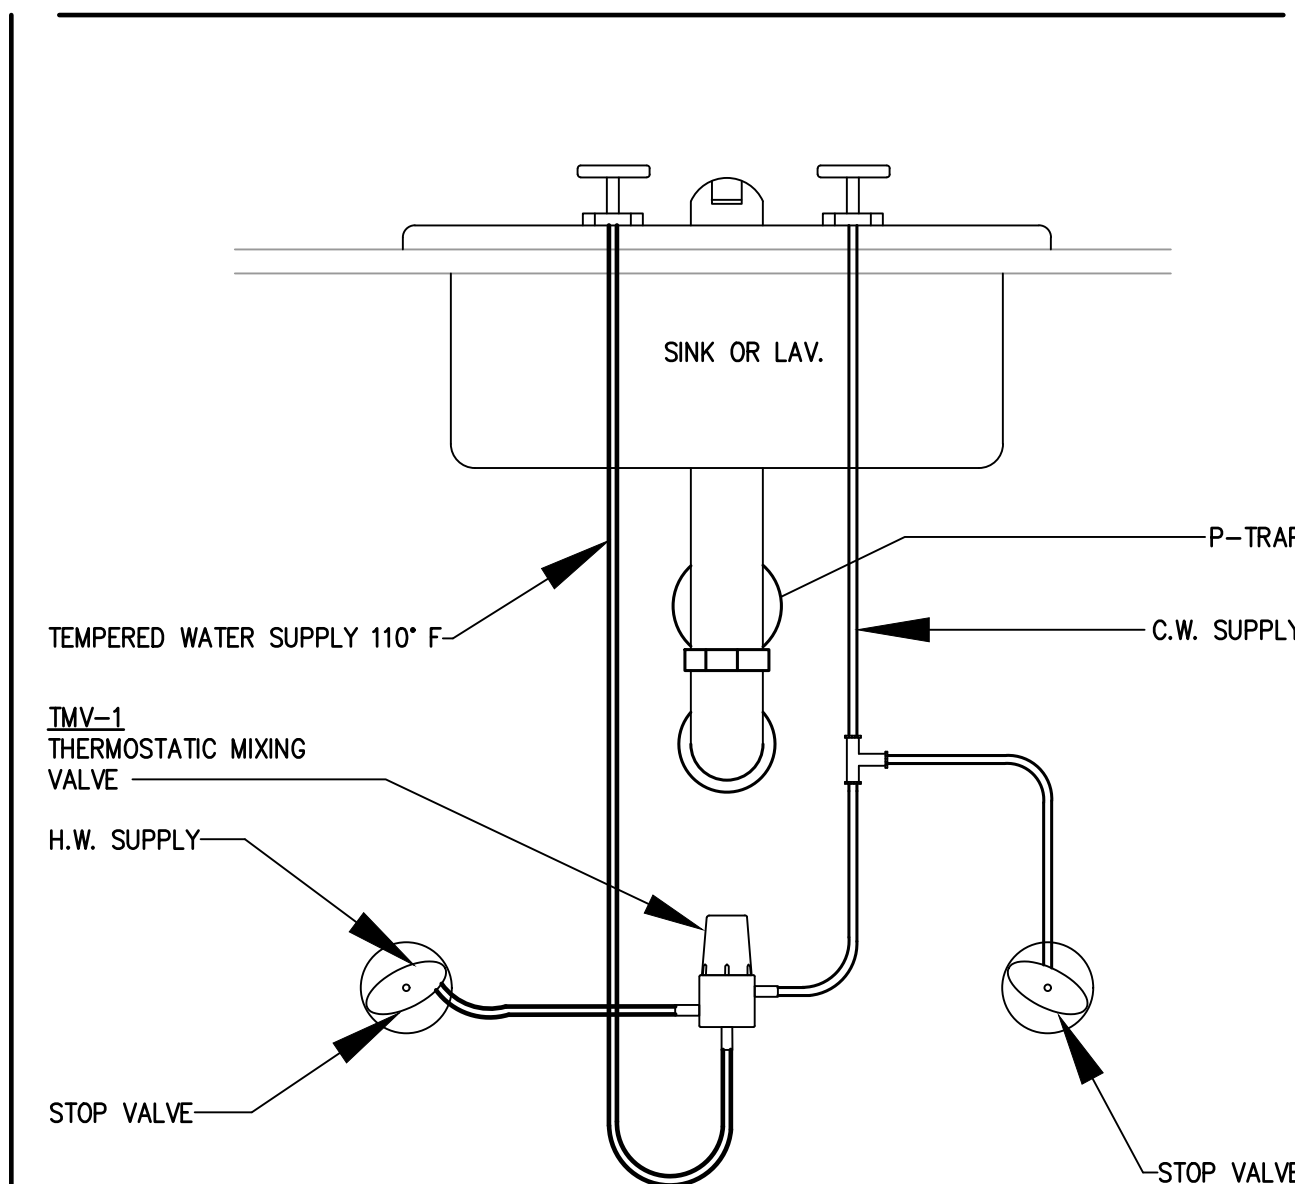 SINK OR LAV.
P-TRAP
TEMPERED WATER SUPPLY 110° F
C.W. SUPPLY
TMV-1
THERMOSTATIC MIXING
VALVE
H.W. SUPPLY
STOP VALVE
STOP VALVE